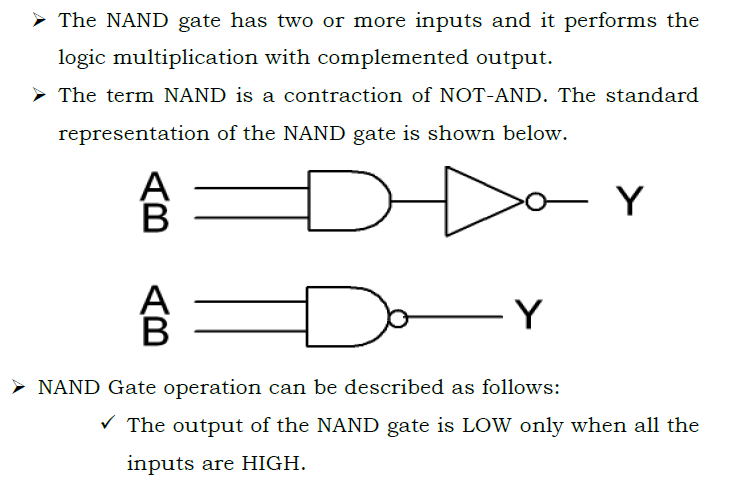 ➢ The NAND gate has two or more inputs and it performs the
logic multiplication with complemented output.
➢ The term NAND is a contraction of NOT-AND. The standard
representation of the NAND gate is shown below.
A
B
Y
A
B
Y
➢ NAND Gate operation can be described as follows:
✓ The output of the NAND gate is LOW only when all the
inputs are HIGH.